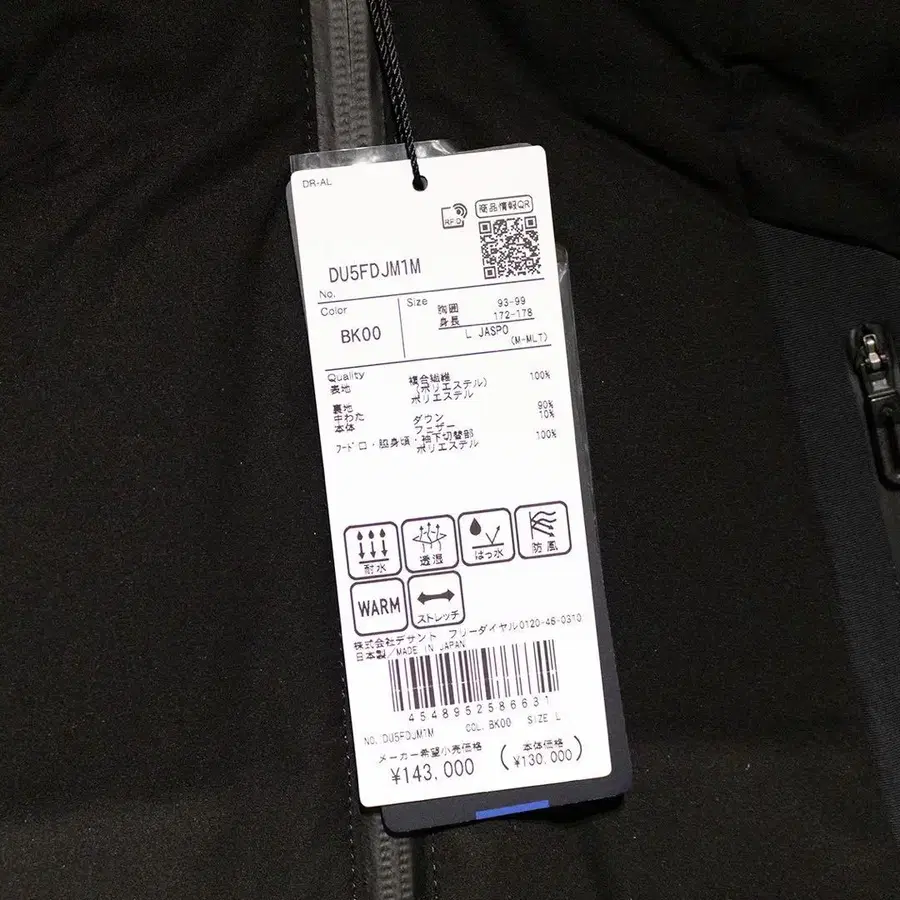 DR-AL
RFID
商品情報QR
DU5FDJM1M
No.
Color
BK00
Size
胸囲 93-99
身長 172-178
L JASPO
(M-MLT)
Quality
表地 複合繊維 100%
(ポリエステル)
裏地 ポリエステル
中わた
本体 ダウン 90%
フェザー 10%
フード口・脇身頃・袖下切替部
ポリエステル 100%
耐水
透湿
はっ水
防風
WARM
ストレッチ
株式会社デサント フリーダイヤル0120-46-0310
日本製/MADE IN JAPAN
4548952586631
NO. DU5FDJM1M COL. BK00 SIZE L
メーカー希望小売価格 (本体価格
¥143,000 ¥130,000)